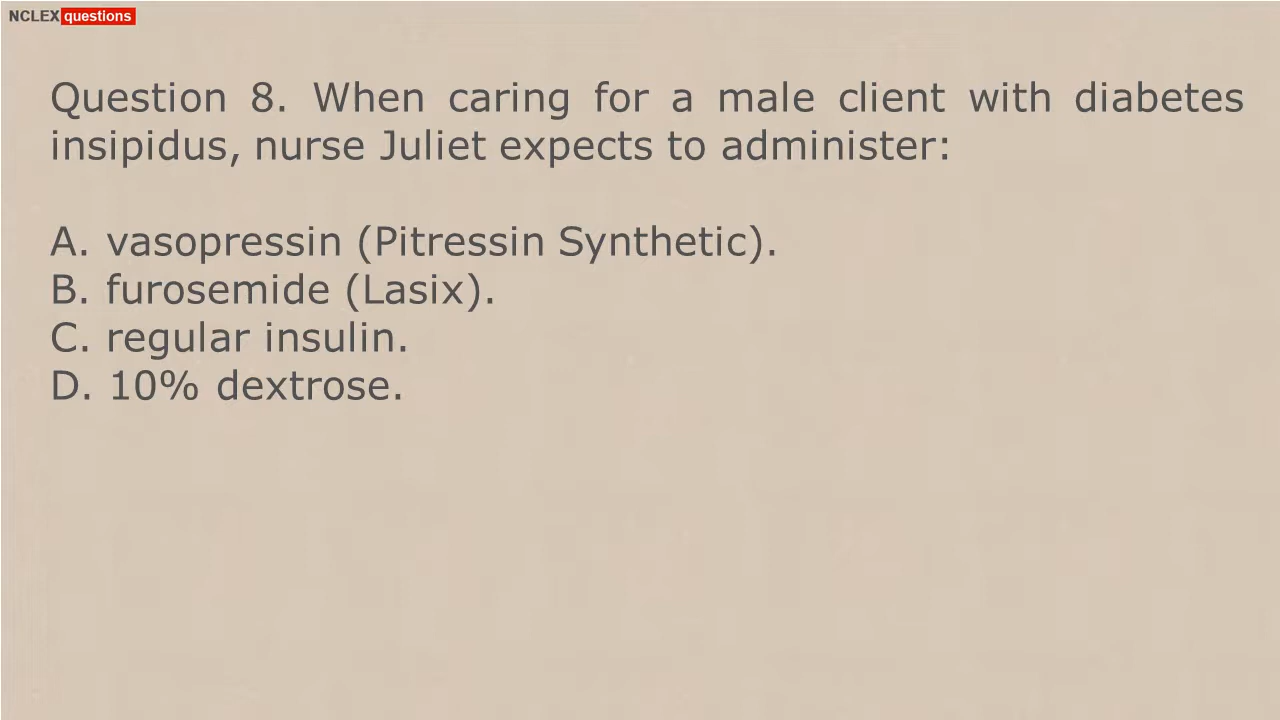 NCLEX questions
Question 8. When caring for a male client with diabetes
insipidus, nurse Juliet expects to administer:
A. vasopressin (Pitressin Synthetic).
B. furosemide (Lasix).
C. regular insulin.
D. 10% dextrose.